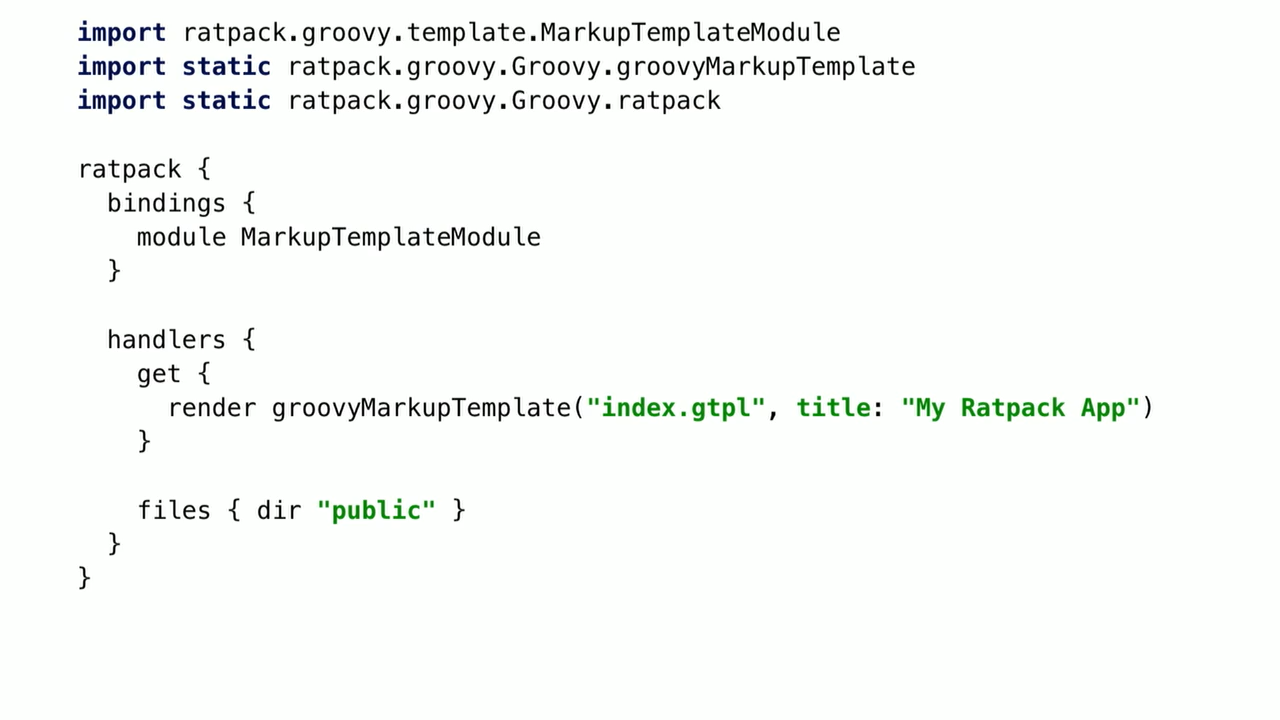 import ratpack.groovy.template.MarkupTemplateModule
import static ratpack.groovy.Groovy.groovyMarkupTemplate
import static ratpack.groovy.Groovy.ratpack

ratpack {
  bindings {
    module MarkupTemplateModule
  }

  handlers {
    get {
      render groovyMarkupTemplate("index.gtpl", title: "My Ratpack App")
    }

    files { dir "public" }
  }
}